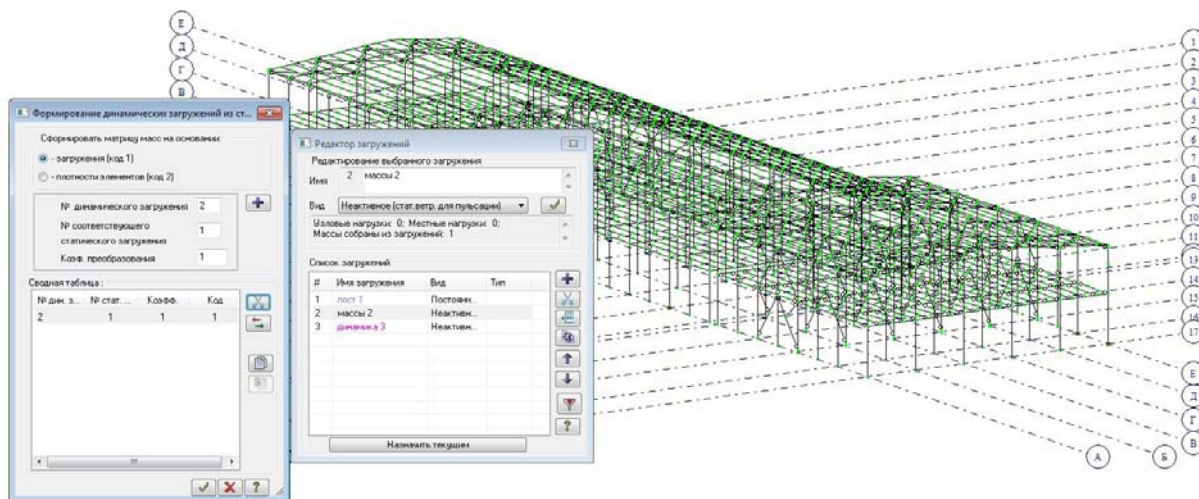 Е
Д
Г
В
1
2
3
4
5
6
7
8
9
10
11
12
13
14
15
16
17
Е
Д
Г
В
Б
А
Формирование динамических загружений из ст...
Сформировать матрицу масс на основании:
- загружения (код 1)
- плотности элементов (код 2)
№ динамического загружения 2
№ соответствующего
статического загружения 1
Коэф. преобразования 1
Сводная таблица :
№ дин. з... № стат. ... Коэфф. Код
2 1 1 1
?
Редактор загружений
Редактирование выбранного загружения
Имя 2 массы 2
Вид Неактивное (стат.ветр. для пульсации)
Узловые нагрузки: 0; Местные нагрузки: 0;
Массы собраны из загружений: 1
Список загружений
# Имя загружения Вид Тип
1 пост 1 Постоянн...
2 массы 2 Неактивн...
3 динамика 3 Неактивн...
?
Назначить текущим